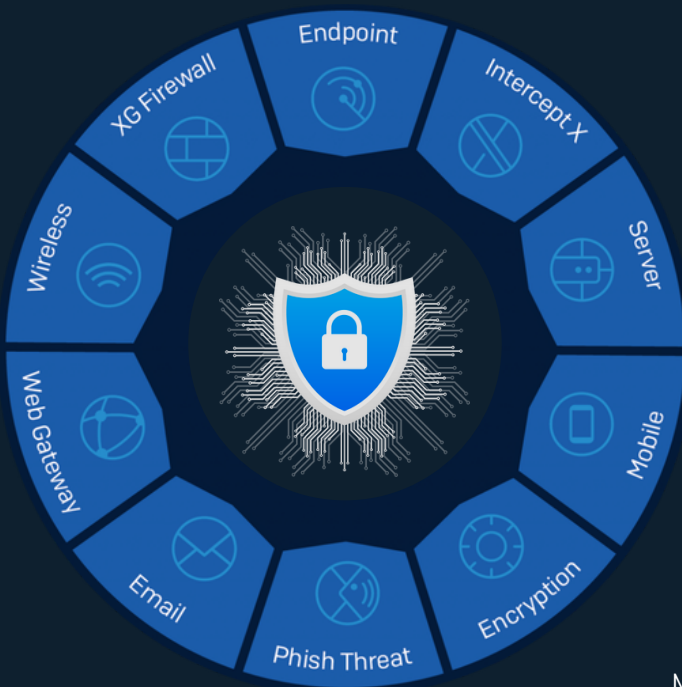 Endpoint
Intercept X
Server
Mobile
Encryption
Phish Threat
Email
Web Gateway
Wireless
XG Firewall